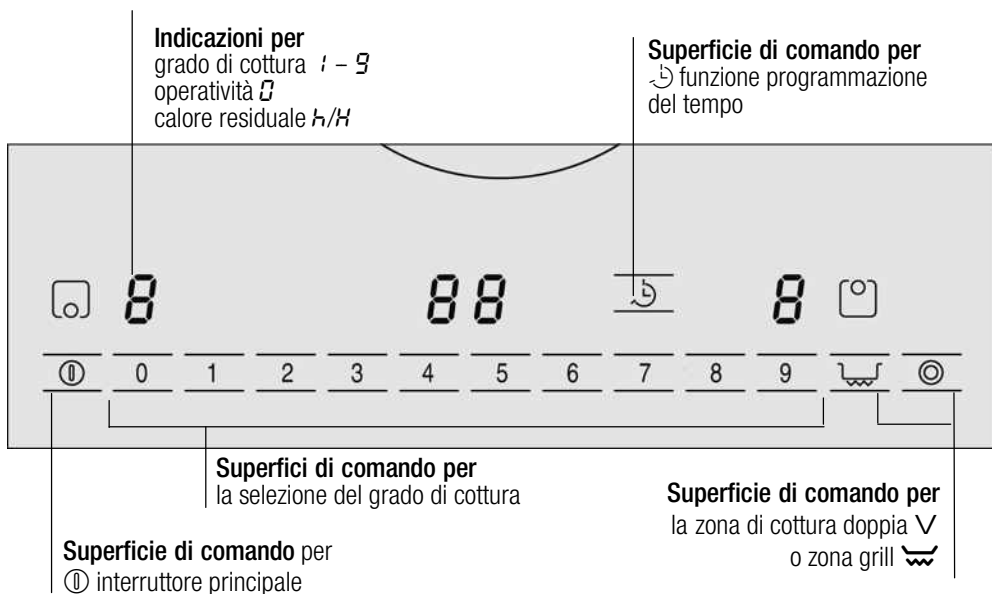 Indicazioni per
grado di cottura 1 – 9
operatività 0
calore residuale h/H
Superficie di comando per
funzione programmazione
del tempo
8 88 8
0 1 2 3 4 5 6 7 8 9
Superfici di comando per
la selezione del grado di cottura
Superficie di comando per
la zona di cottura doppia V
o zona grill
Superficie di comando per
interruttore principale